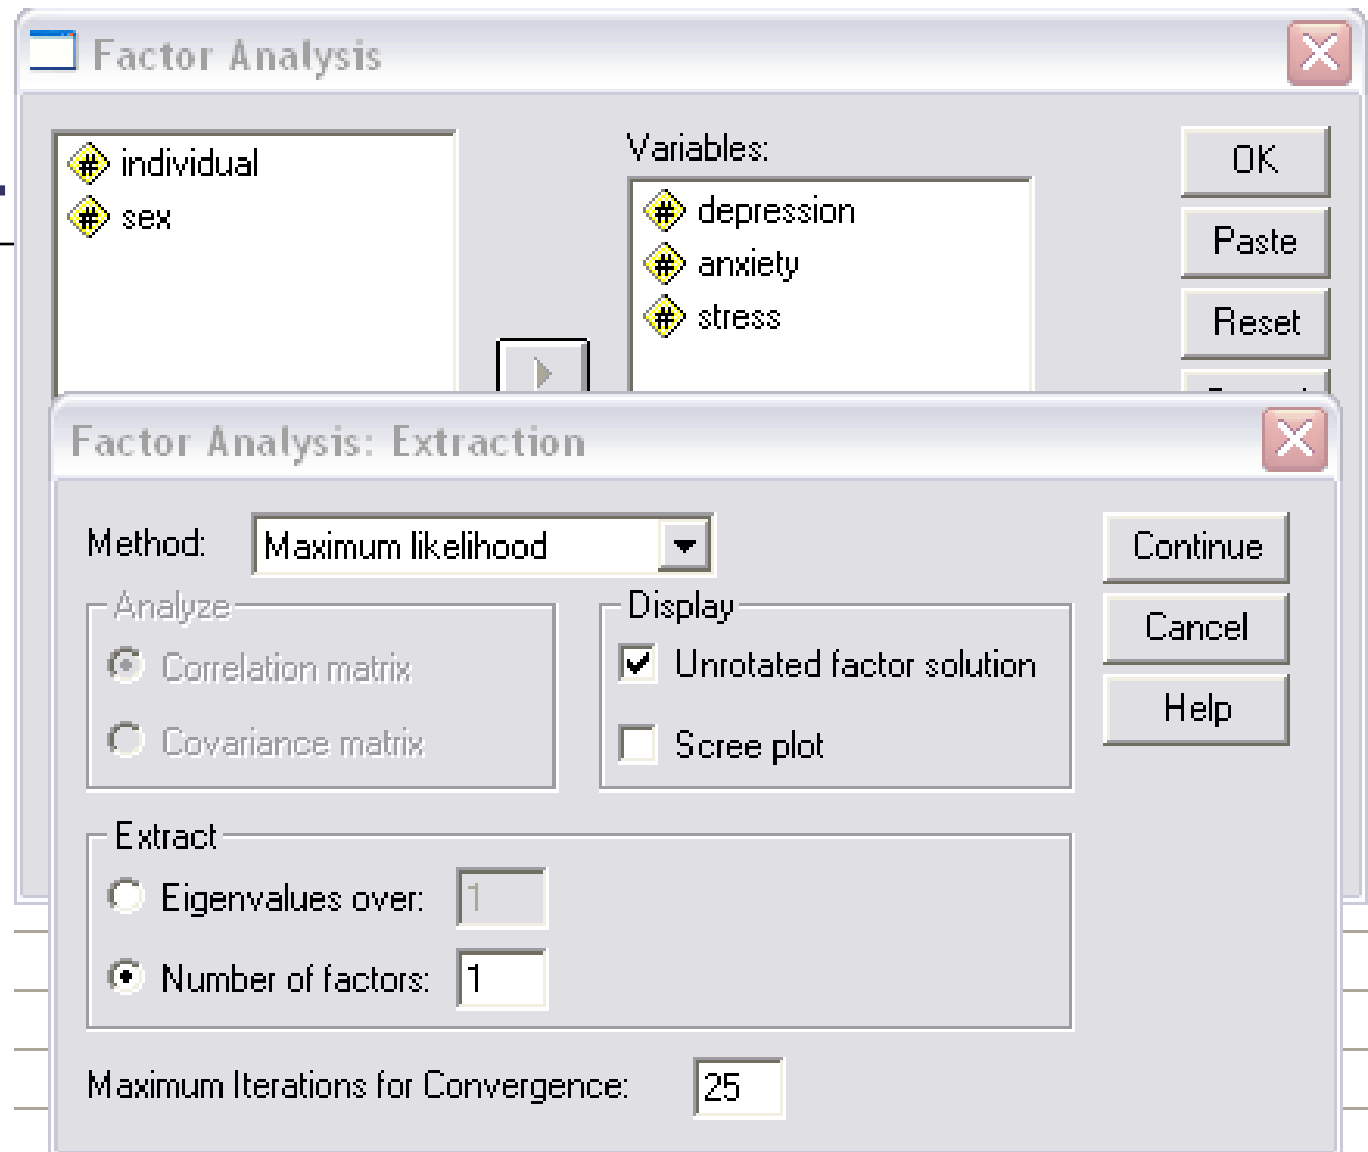 Factor Analysis
individual
sex
Variables:
depression
anxiety
stress
OK
Paste
Reset
Factor Analysis: Extraction
Method: Maximum likelihood
Continue
Cancel
Help
Analyze
Correlation matrix
Covariance matrix
Display
Unrotated factor solution
Scree plot
Extract
Eigenvalues over: 1
Number of factors: 1
Maximum Iterations for Convergence: 25